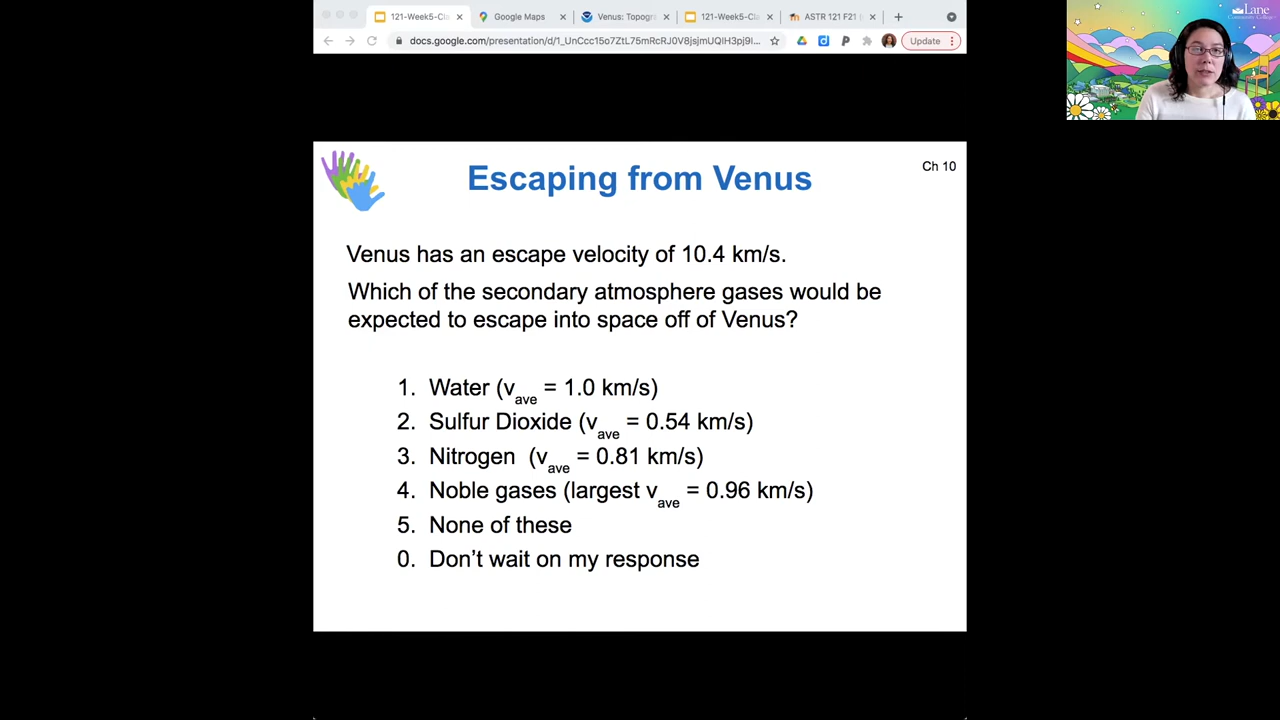 121-Week5-Cla
Google Maps
Venus: Topogr
121-Week5-Cla
ASTR 121 F21
docs.google.com/presentation/d/1_UnCcc15o7ZtL75mRcRJ0V8jsjmUQIH3pj9I...
Update
Lane
Community College
Escaping from Venus
Ch 10
Venus has an escape velocity of 10.4 km/s.
Which of the secondary atmosphere gases would be
expected to escape into space off of Venus?
1. Water (vave = 1.0 km/s)
2. Sulfur Dioxide (vave = 0.54 km/s)
3. Nitrogen (vave = 0.81 km/s)
4. Noble gases (largest vave = 0.96 km/s)
5. None of these
0. Don’t wait on my response